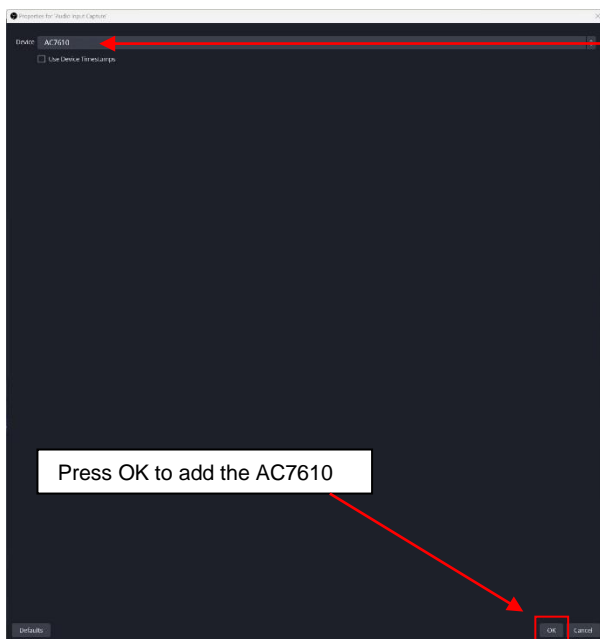 Properties for 'Audio Input Capture'
Device AC7610
Use Device Timestamps
Press OK to add the AC7610
Defaults OK Cancel